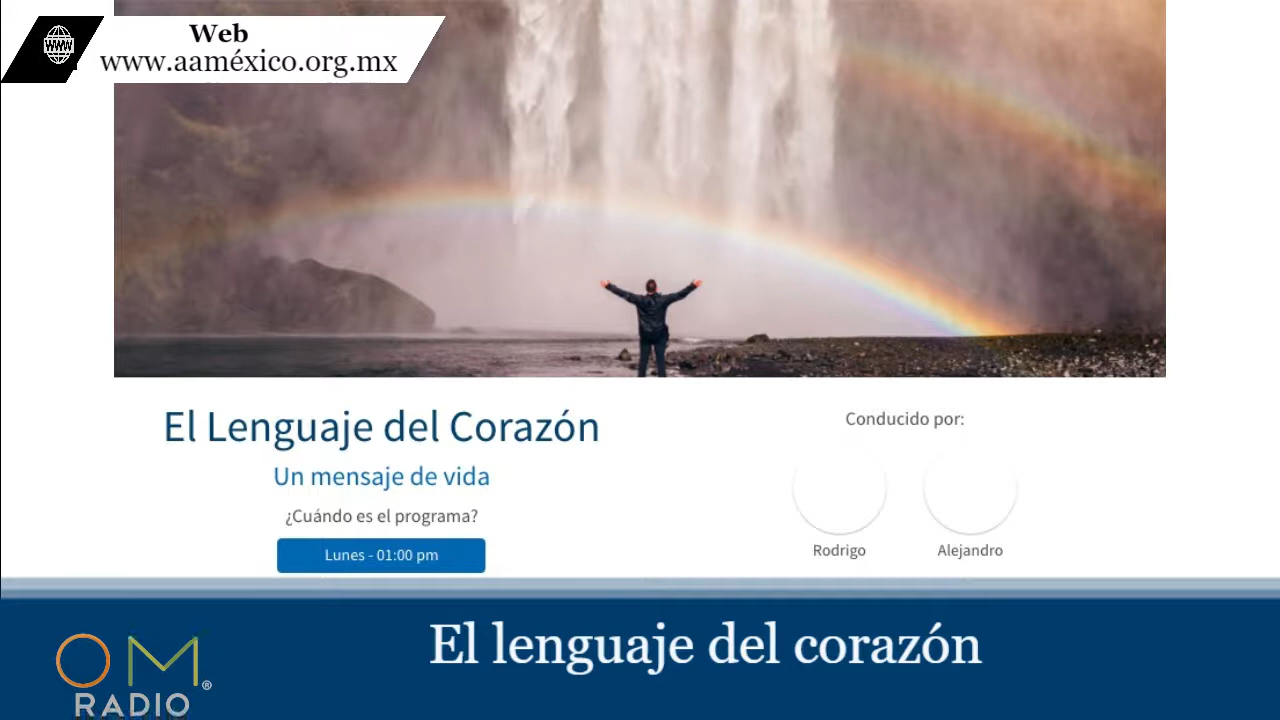 WWW
Web
www.aaméxico.org.mx
El Lenguaje del Corazón
Un mensaje de vida
¿Cuándo es el programa?
Lunes - 01:00 pm
Conducido por:
Rodrigo
Alejandro
El lenguaje del corazón
OM
RADIO®